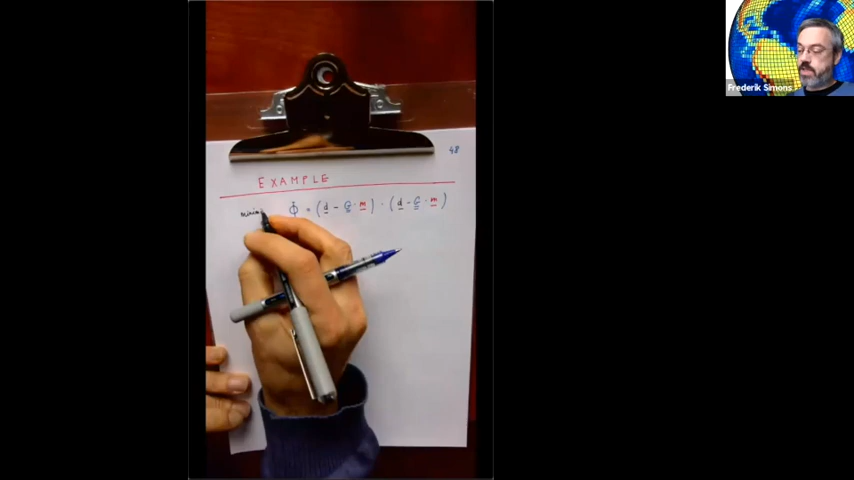 48
EXAMPLE
Φ = (d - G · m) · (d - G · m)
Frederik Simons